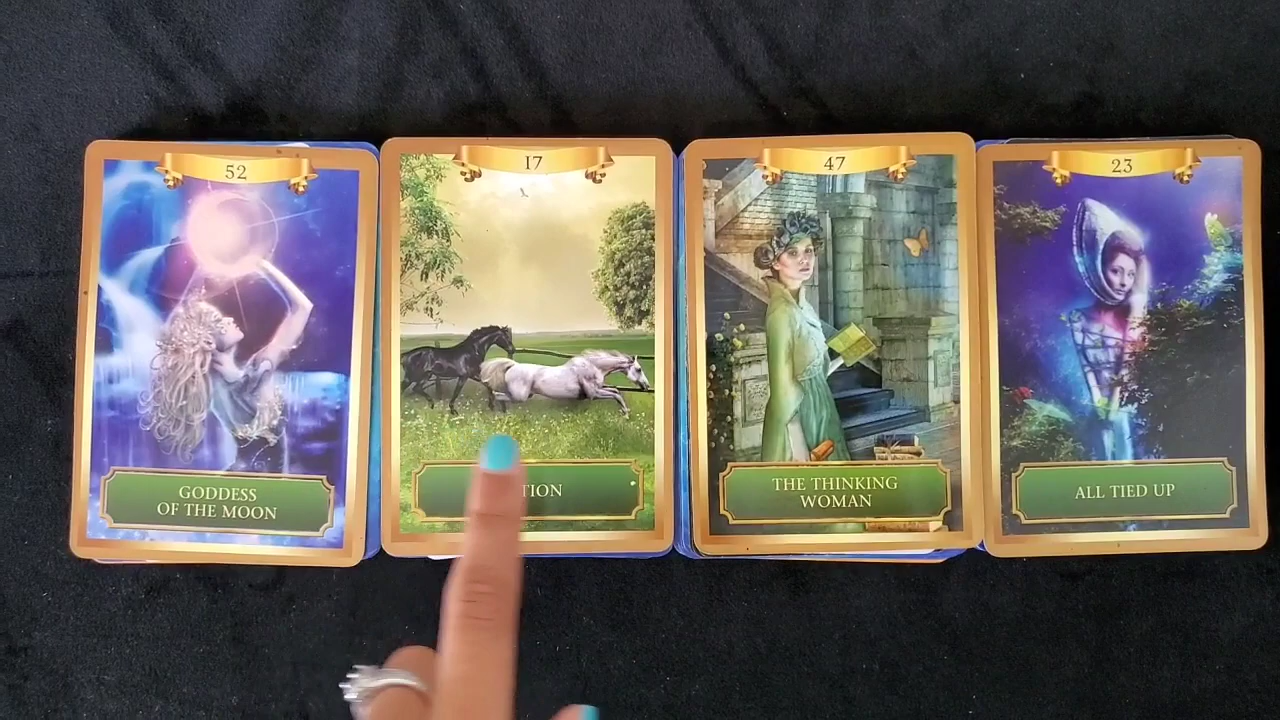 52
GODDESS
OF THE MOON
17
TION
47
THE THINKING
WOMAN
23
ALL TIED UP